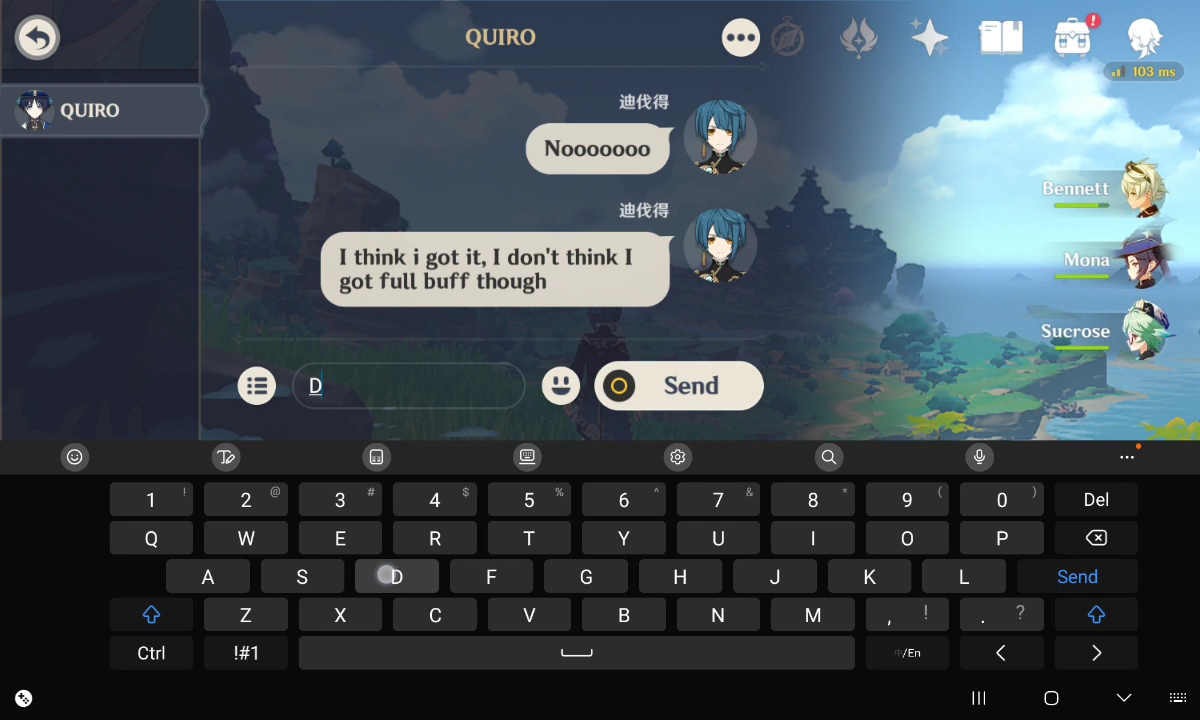 QUIRO
103 ms
QUIRO
迪伐得
Nooooooo
迪伐得
I think i got it, I don't think I
got full buff though
Bennett
Mona
Sucrose
D
Send
1 ! 2 @ 3 # 4 $ 5 % 6 ^ 7 & 8 * 9 ( 0 ) Del
Q W E R T Y U I O P
A S D F G H J K L Send
Z X C V B N M , ! . ?
Ctrl !#1 中/En < >